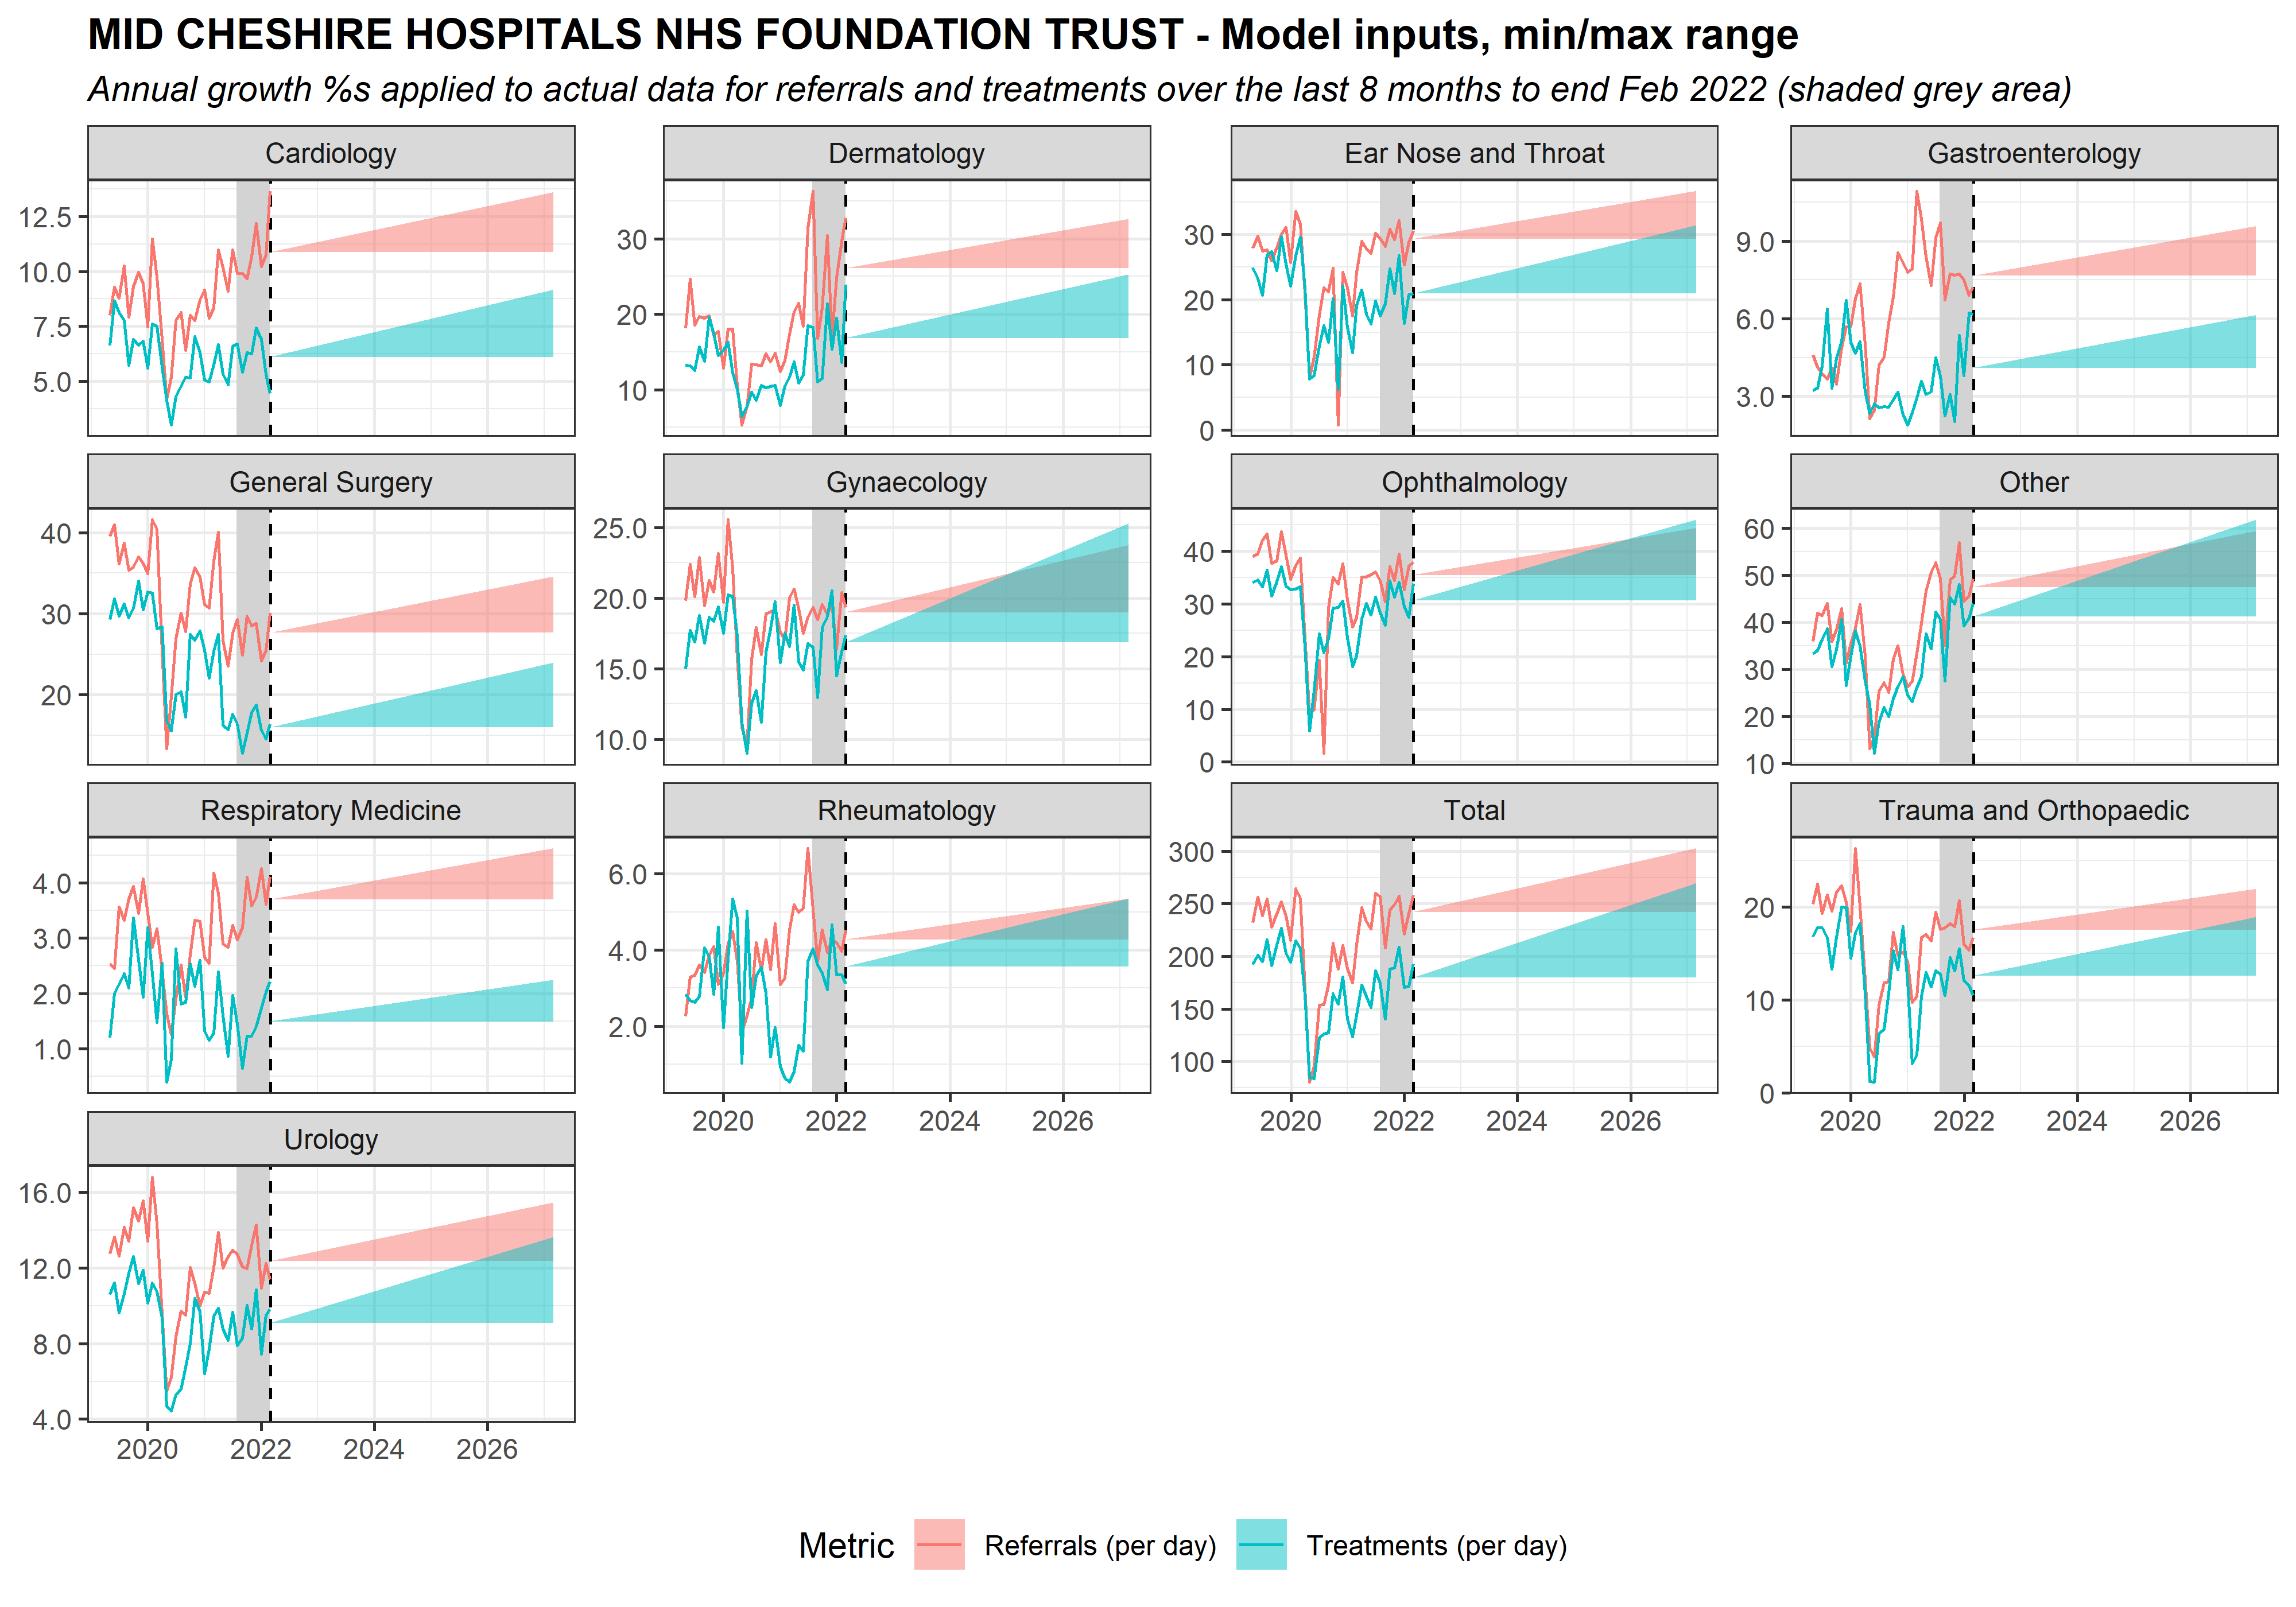 MID CHESHIRE HOSPITALS NHS FOUNDATION TRUST - Model inputs, min/max range
Annual growth %s applied to actual data for referrals and treatments over the last 8 months to end Feb 2022 (shaded grey area)
Cardiology
12.5
10.0
7.5
5.0
Dermatology
30
20
10
Ear Nose and Throat
30
20
10
0
Gastroenterology
9.0
6.0
3.0
General Surgery
40
30
20
Gynaecology
25.0
20.0
15.0
10.0
Ophthalmology
40
30
20
10
0
Other
60
50
40
30
20
10
Respiratory Medicine
4.0
3.0
2.0
1.0
Rheumatology
6.0
4.0
2.0
2020 2022 2024 2026
Total
300
250
200
150
100
2020 2022 2024 2026
Trauma and Orthopaedic
20
10
0
2020 2022 2024 2026
Urology
16.0
12.0
8.0
4.0
2020 2022 2024 2026
Metric Referrals (per day) Treatments (per day)